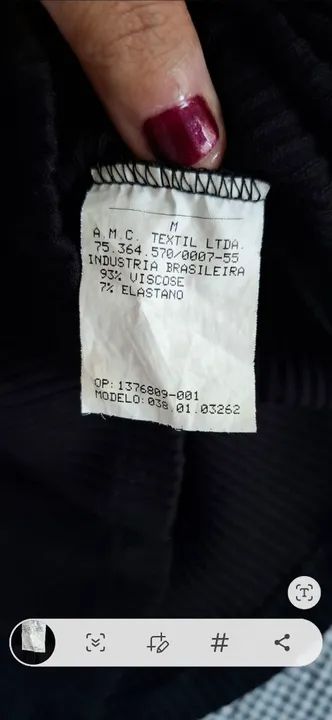 M
A.M.C. TEXTIL LTDA.
75.364.570/0007-55
INDUSTRIA BRASILEIRA
93% VISCOSE
7% ELASTANO
OP:1376809-001
MODELO:038.01.03262